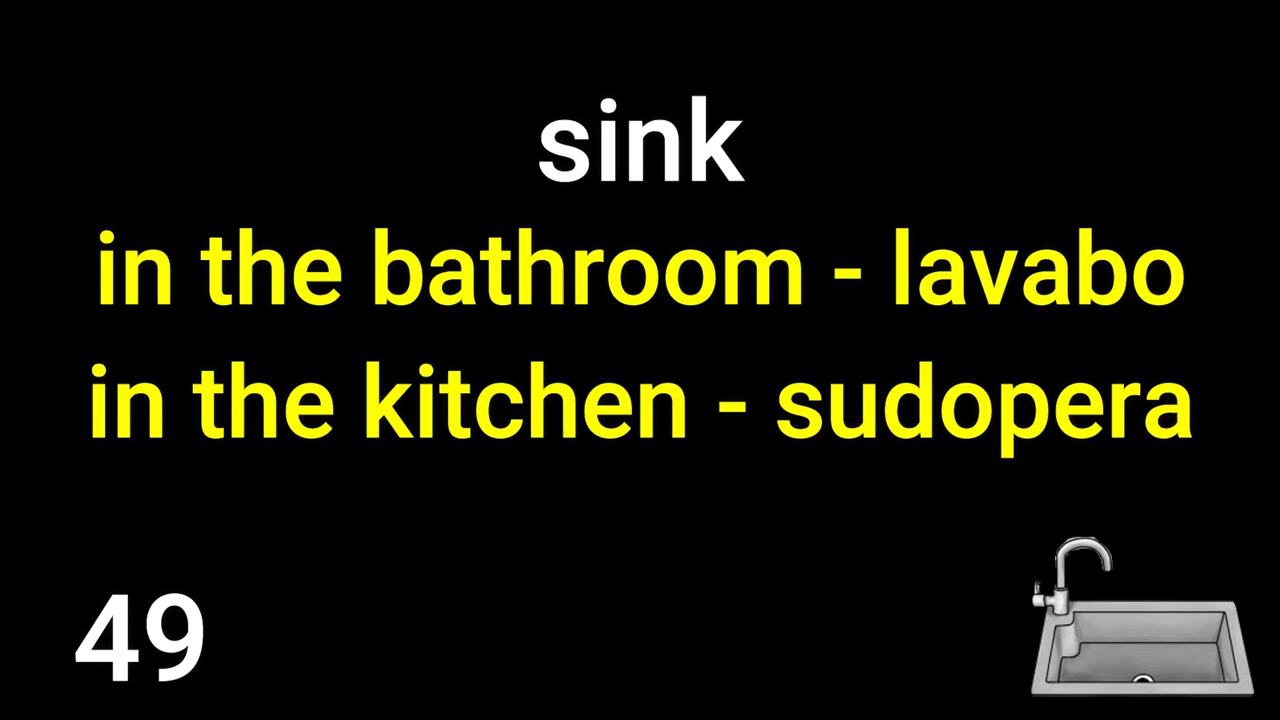 sink
in the bathroom - lavabo
in the kitchen - sudopera
49